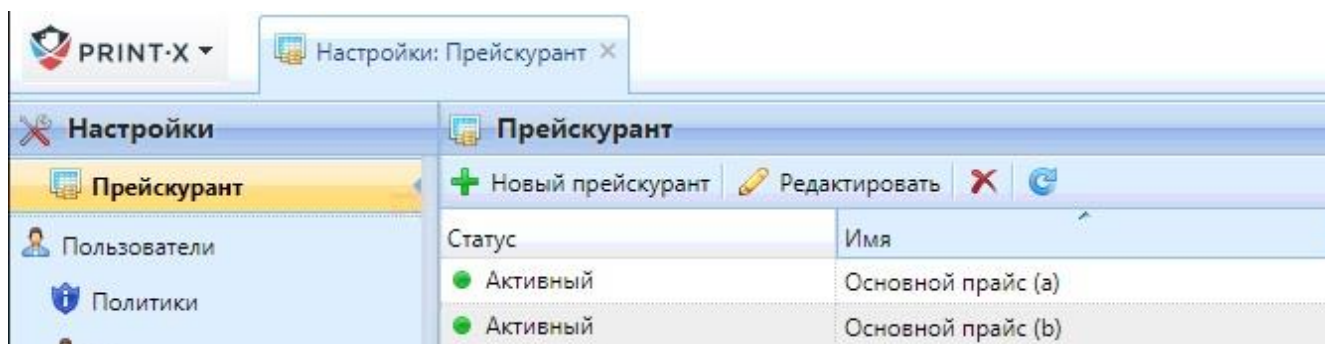 PRINT·X
Настройки: Прейскурант
Настройки
Прейскурант
Прейскурант
Новый прейскурант
Редактировать
Пользователи
Статус
Имя
Политики
Активный
Основной прайс (a)
Активный
Основной прайс (b)